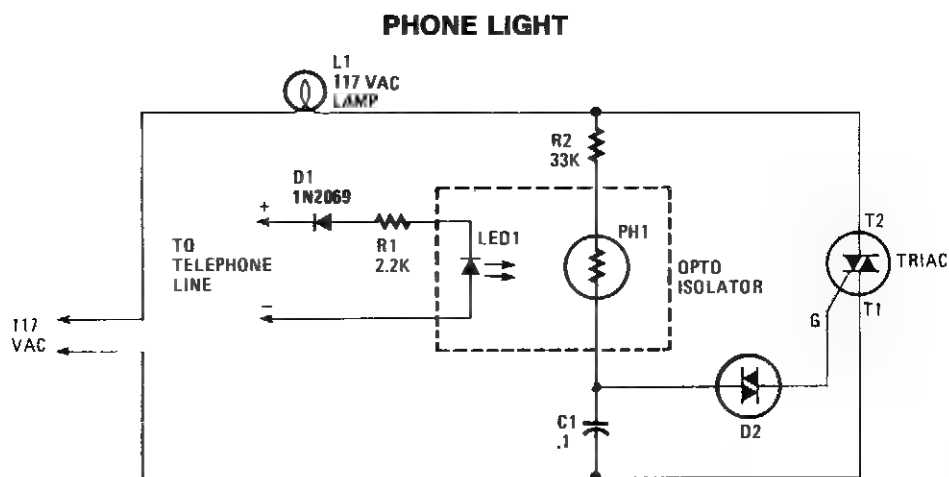 PHONE LIGHT
L1
117 VAC
LAMP
R2
33K
D1
1N2069
+
R1
2.2K
LED1
PH1
T2
TRIAC
T1
G
TO
TELEPHONE
LINE
OPTO
ISOLATOR
−
117
VAC
C1
.1
D2